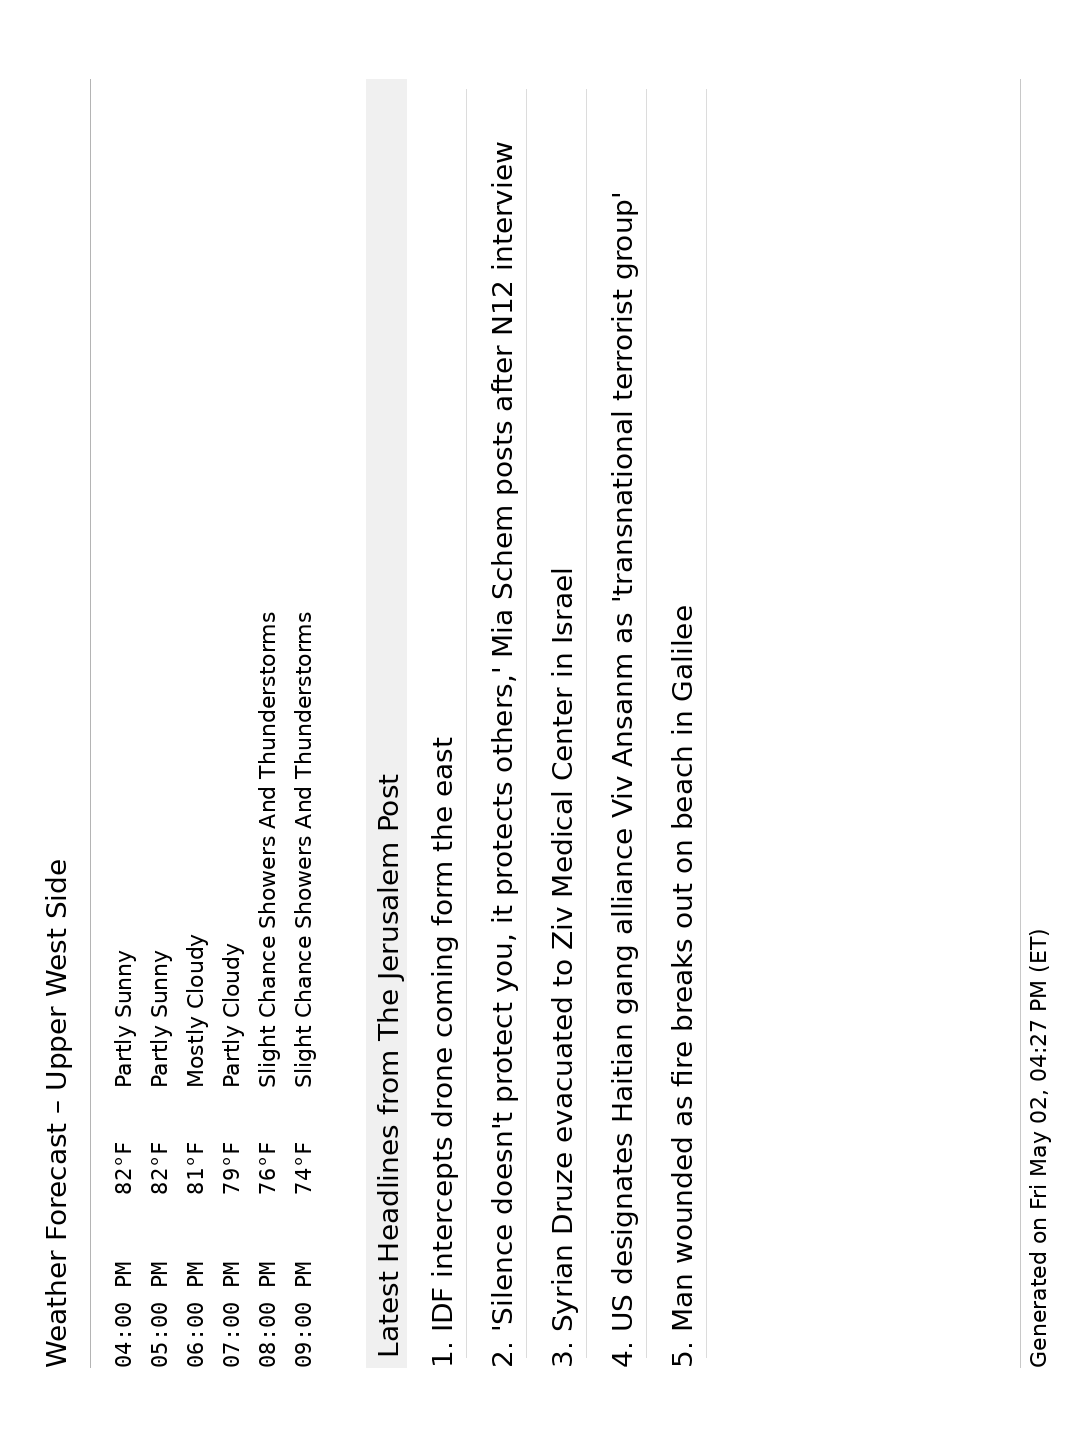 Weather Forecast – Upper West Side
04:00 PM 82°F Partly Sunny
05:00 PM 82°F Partly Sunny
06:00 PM 81°F Mostly Cloudy
07:00 PM 79°F Partly Cloudy
08:00 PM 76°F Slight Chance Showers And Thunderstorms
09:00 PM 74°F Slight Chance Showers And Thunderstorms
Latest Headlines from The Jerusalem Post
1. IDF intercepts drone coming form the east
2. 'Silence doesn't protect you, it protects others,' Mia Schem posts after N12 interview
3. Syrian Druze evacuated to Ziv Medical Center in Israel
4. US designates Haitian gang alliance Viv Ansanm as 'transnational terrorist group'
5. Man wounded as fire breaks out on beach in Galilee
Generated on Fri May 02, 04:27 PM (ET)